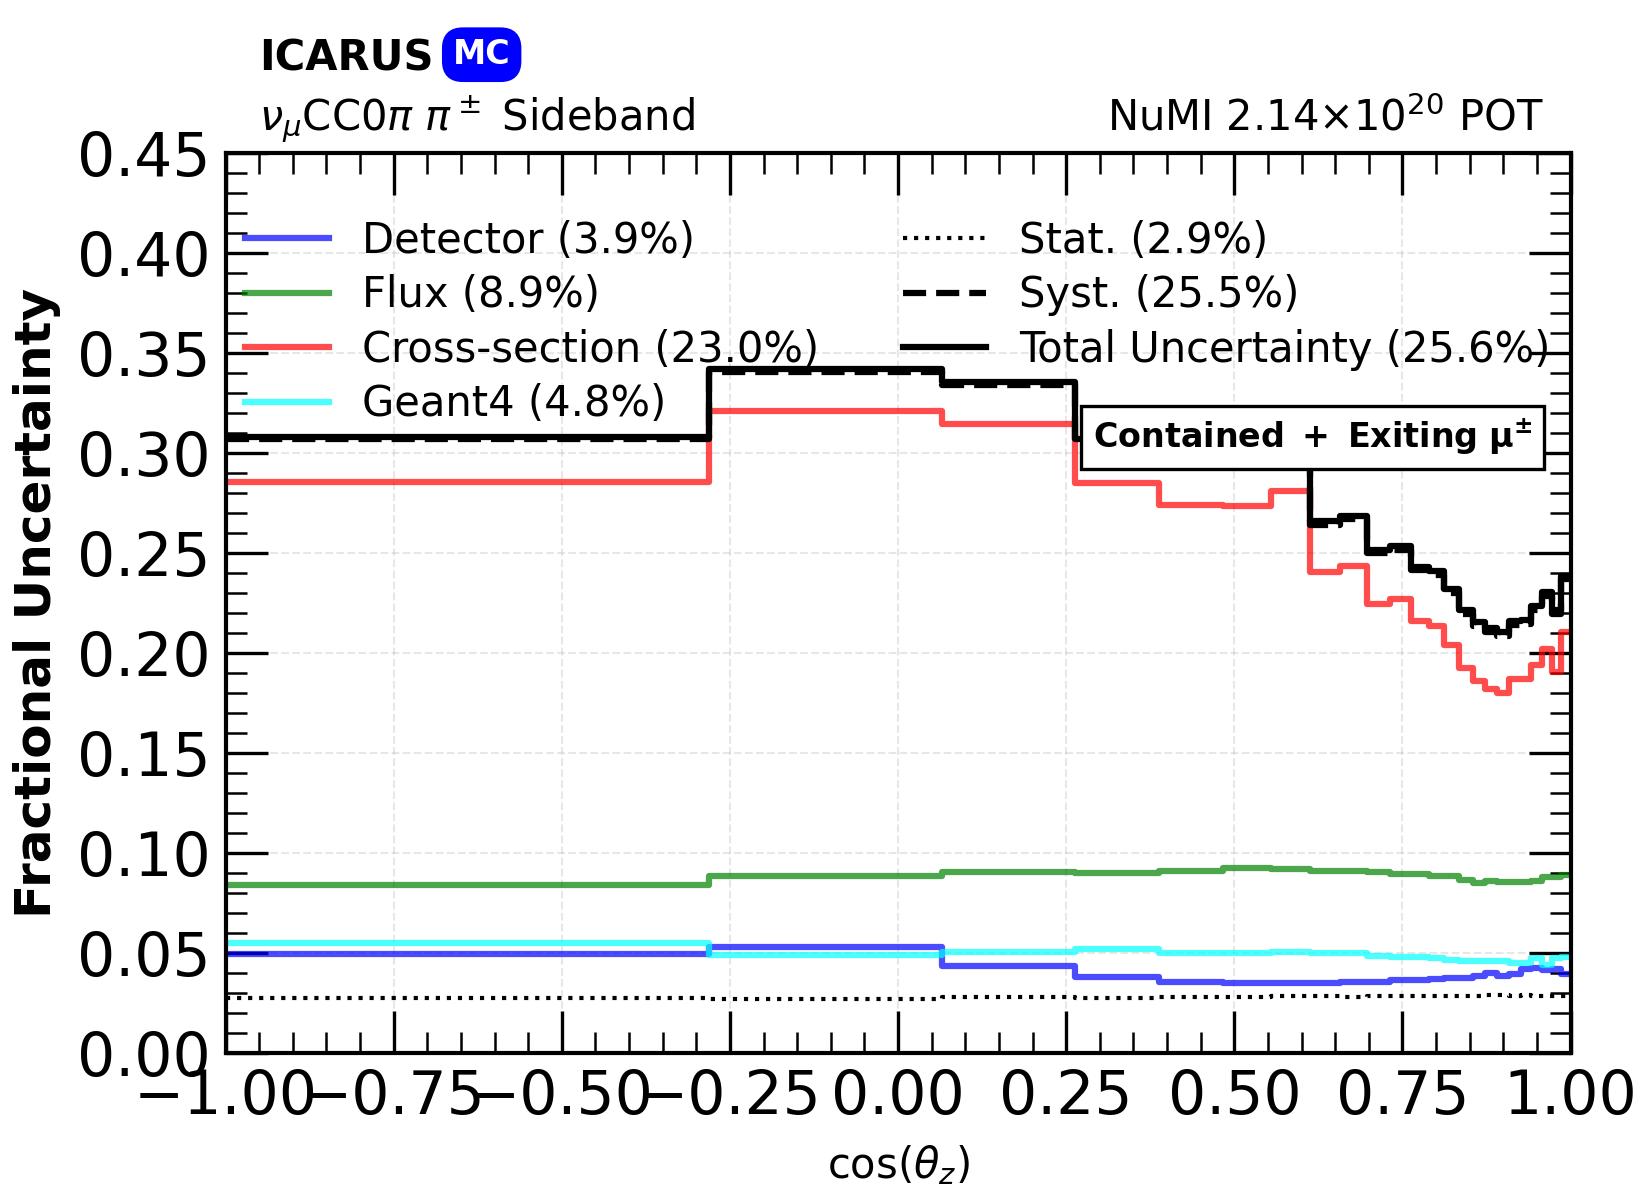 ICARUS MC
νμCC0π π± Sideband
NuMI 2.14×10²⁰ POT
Fractional Uncertainty
0.45
0.40
0.35
0.30
0.25
0.20
0.15
0.10
0.05
0.00
Detector (3.9%)
Flux (8.9%)
Cross-section (23.0%)
Geant4 (4.8%)
Stat. (2.9%)
Syst. (25.5%)
Total Uncertainty (25.6%)
Contained + Exiting μ±
−1.00 −0.75 −0.50 −0.25 0.00 0.25 0.50 0.75 1.00
cos(θz)